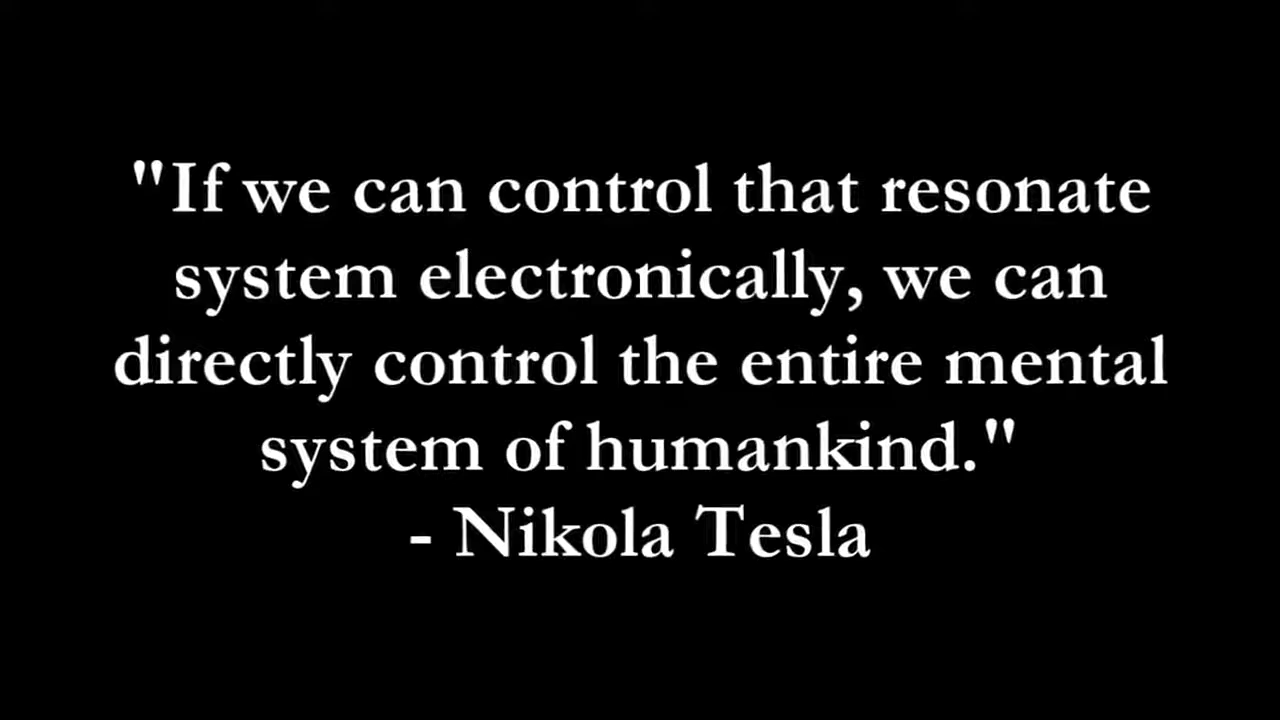 "If we can control that resonate
system electronically, we can
directly control the entire mental
system of humankind."
- Nikola Tesla